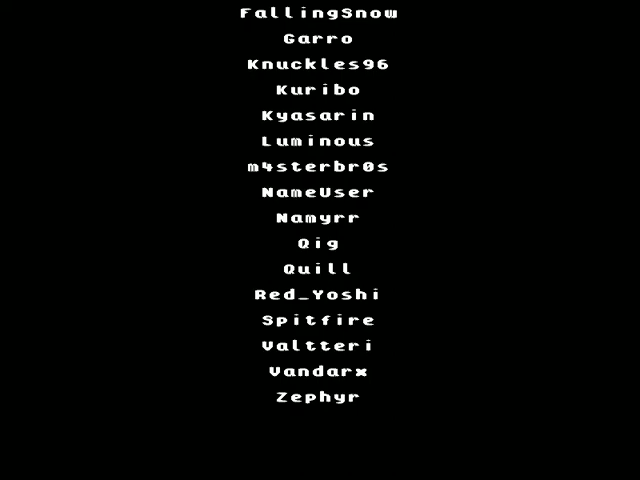 FallingSnow
Garro
Knuckles96
Kuribo
Kyasarin
Luminous
m4sterbr0s
NameUser
Namyrr
Qig
Quill
Red_Yoshi
Spitfire
Valtteri
Vandarx
Zephyr